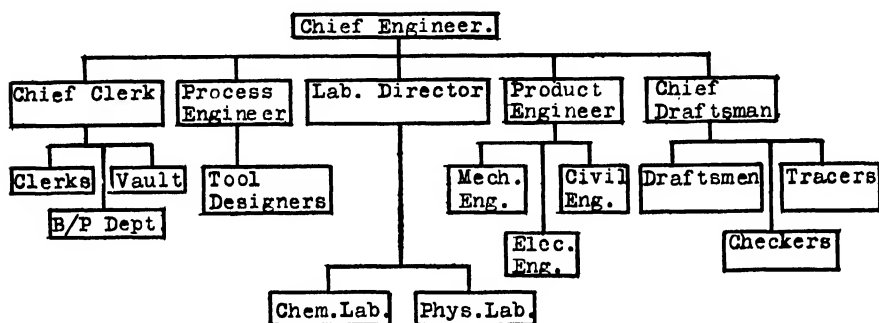 Chief Engineer.
Chief Clerk
Process
Engineer
Lab. Director
Product
Engineer
Chief
Draftsman
Clerks
Vault
B/P Dept
Tool
Designers
Mech.
Eng.
Civil
Eng.
Elec.
Eng.
Draftsmen
Tracers
Checkers
Chem.Lab.
Phys.Lab.